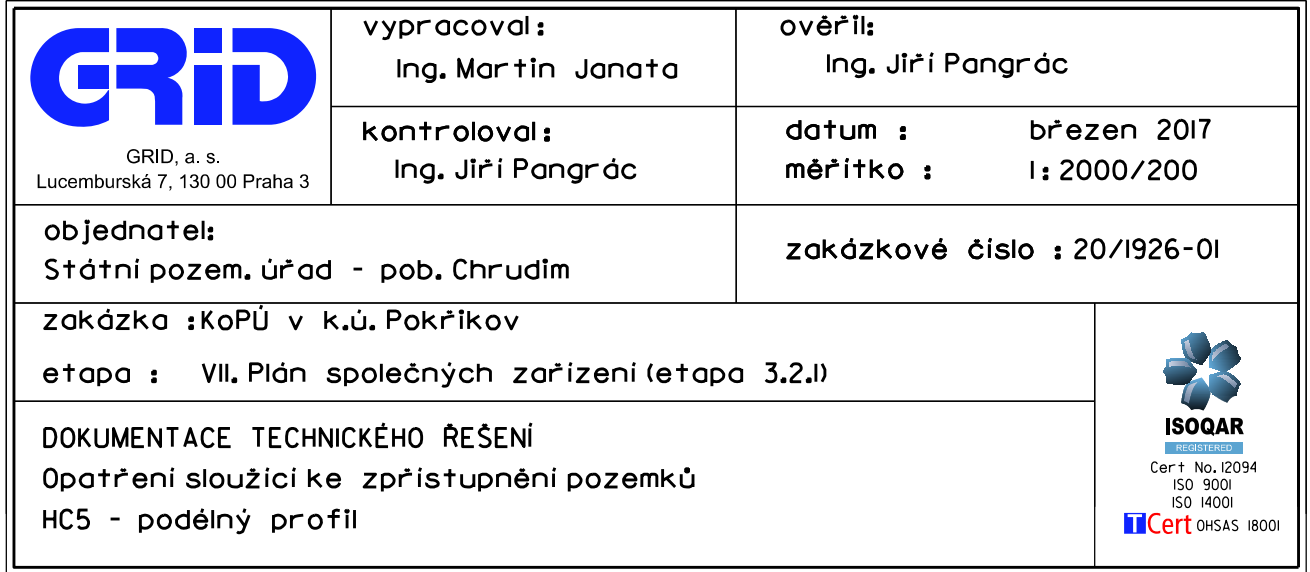 GRID
GRID, a. s.
Lucemburská 7, 130 00 Praha 3
vypracoval:
Ing. Martin Janata
ověřil:
Ing. Jiří Pangrác
kontroloval:
Ing. Jiří Pangrác
datum : březen 2017
měřítko : 1:2000/200
objednatel:
Státní pozem. úřad - pob. Chrudim
zakázkové číslo : 20/1926-01
zakázka :KoPÚ v k.ú. Pokřikov
etapa : VII. Plán společných zařízení (etapa 3.2.1)
DOKUMENTACE TECHNICKÉHO ŘEŠENÍ
Opatření sloužící ke zpřístupnění pozemků
HC5 - podélný profil
ISOQAR
REGISTERED
Cert No. 12094
ISO 9001
ISO 14001
TCert OHSAS 18001